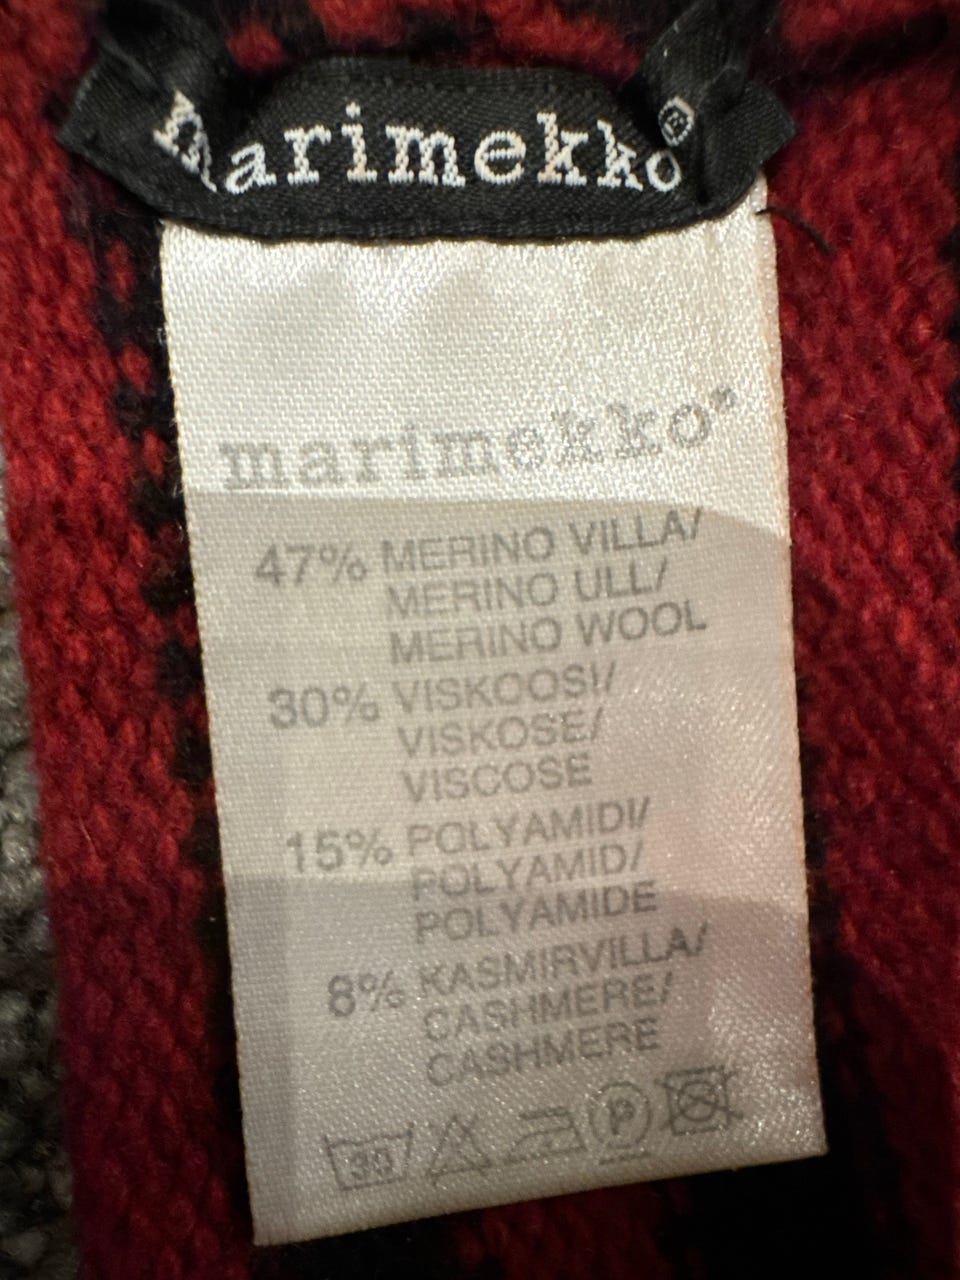 marimekko®
marimekko®
47% MERINO VILLA/
MERINO ULL/
MERINO WOOL
30% VISKOOSI/
VISKOSE/
VISCOSE
15% POLYAMIDI/
POLYAMID/
POLYAMIDE
8% KASMIRVILLA/
CASHMERE/
CASHMERE
30 P